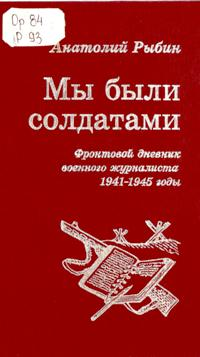 Ор 84
Р 93
Анатолий Рыбин
Мы были
солдатами
Фронтовой дневник
военного журналиста
1941-1945 годы